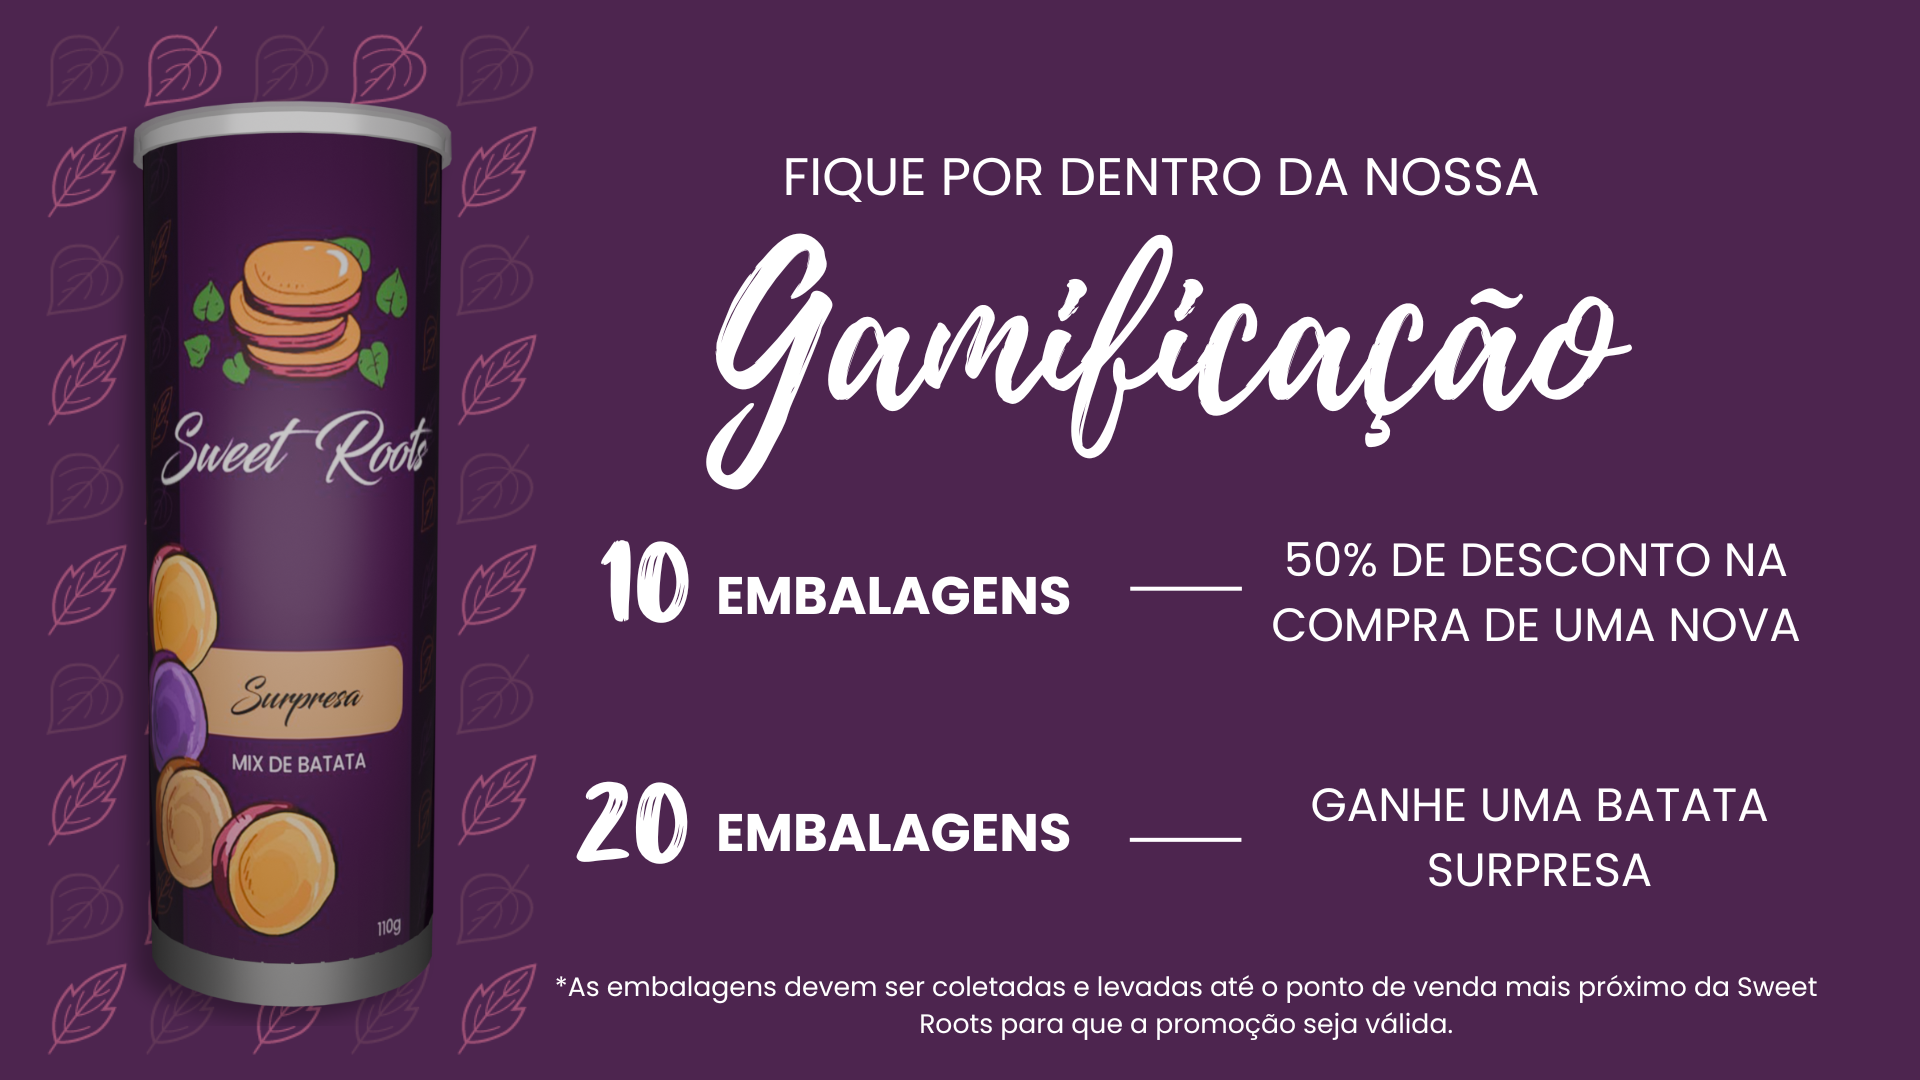 Sweet Roots
Surpresa
MIX DE BATATA
110g
FIQUE POR DENTRO DA NOSSA
Gamificação
10 EMBALAGENS
50% DE DESCONTO NA
COMPRA DE UMA NOVA
20 EMBALAGENS
GANHE UMA BATATA
SURPRESA
*As embalagens devem ser coletadas e levadas até o ponto de venda mais próximo da Sweet
Roots para que a promoção seja válida.